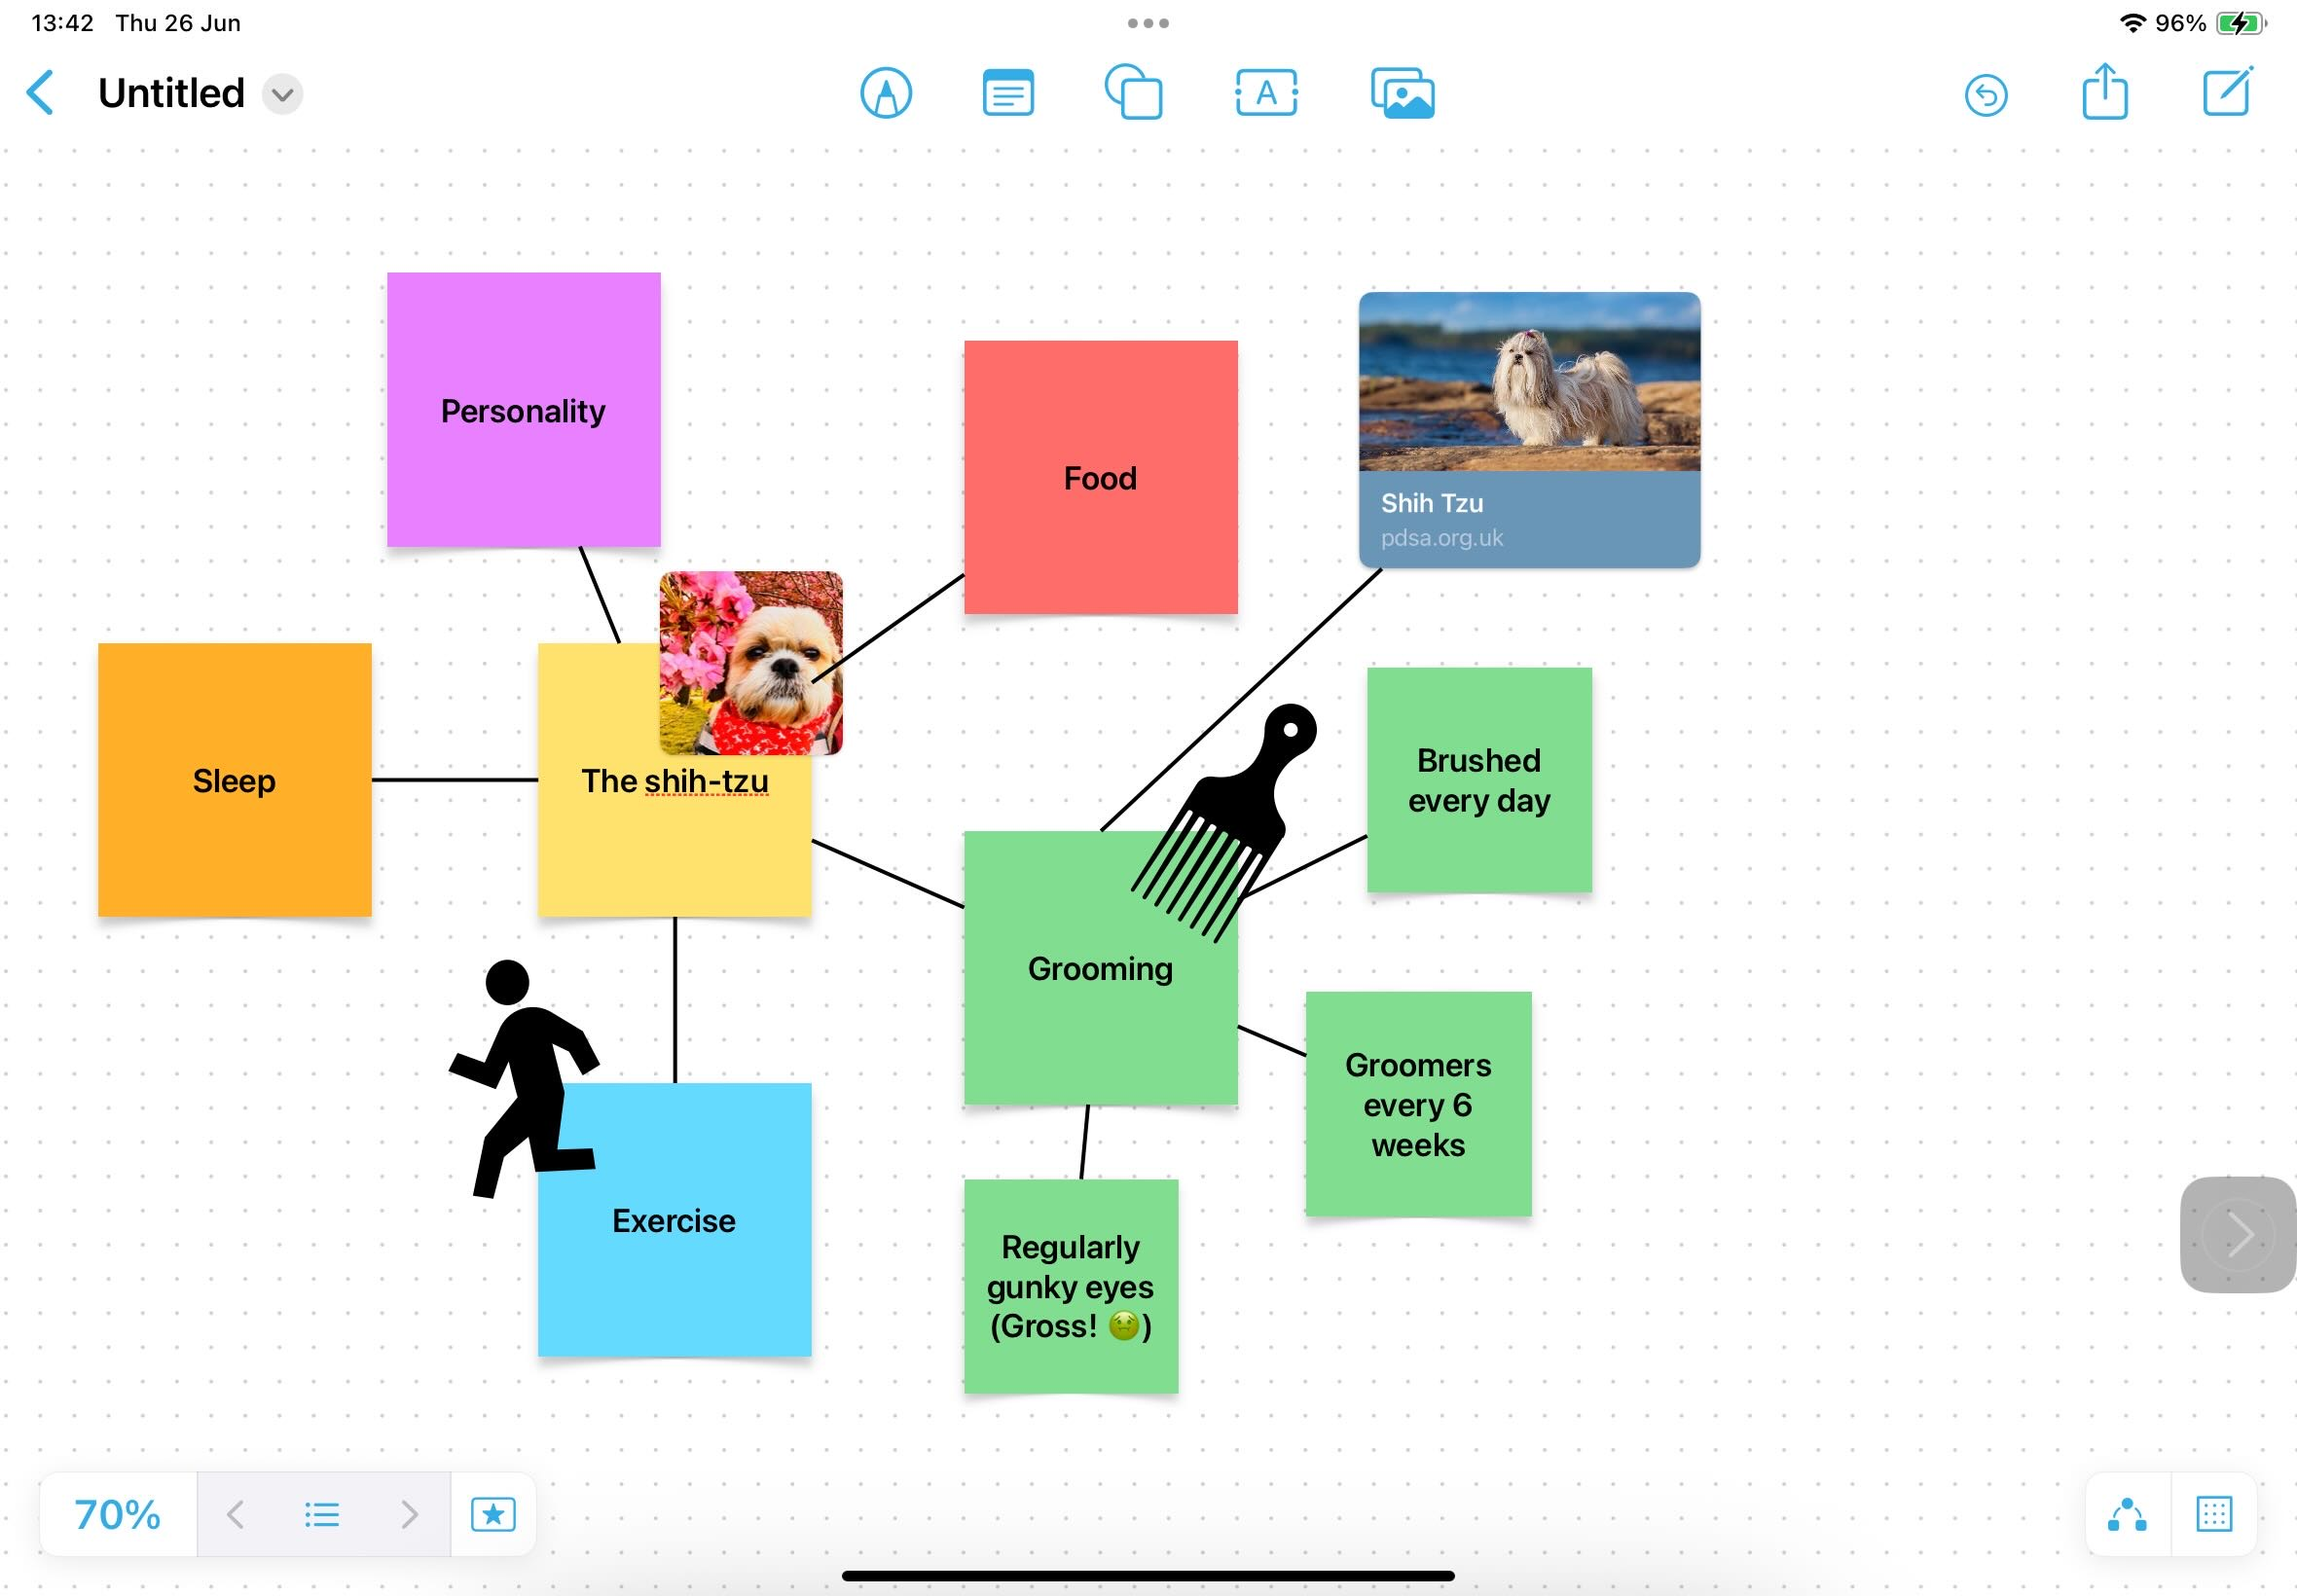 13:42 Thu 26 Jun
96%
Untitled
A
Personality
Food
Shih Tzu
pdsa.org.uk
Sleep
The shih-tzu
Brushed
every day
Grooming
Groomers
every 6
weeks
Exercise
Regularly
gunky eyes
(Gross! 🤢)
70%